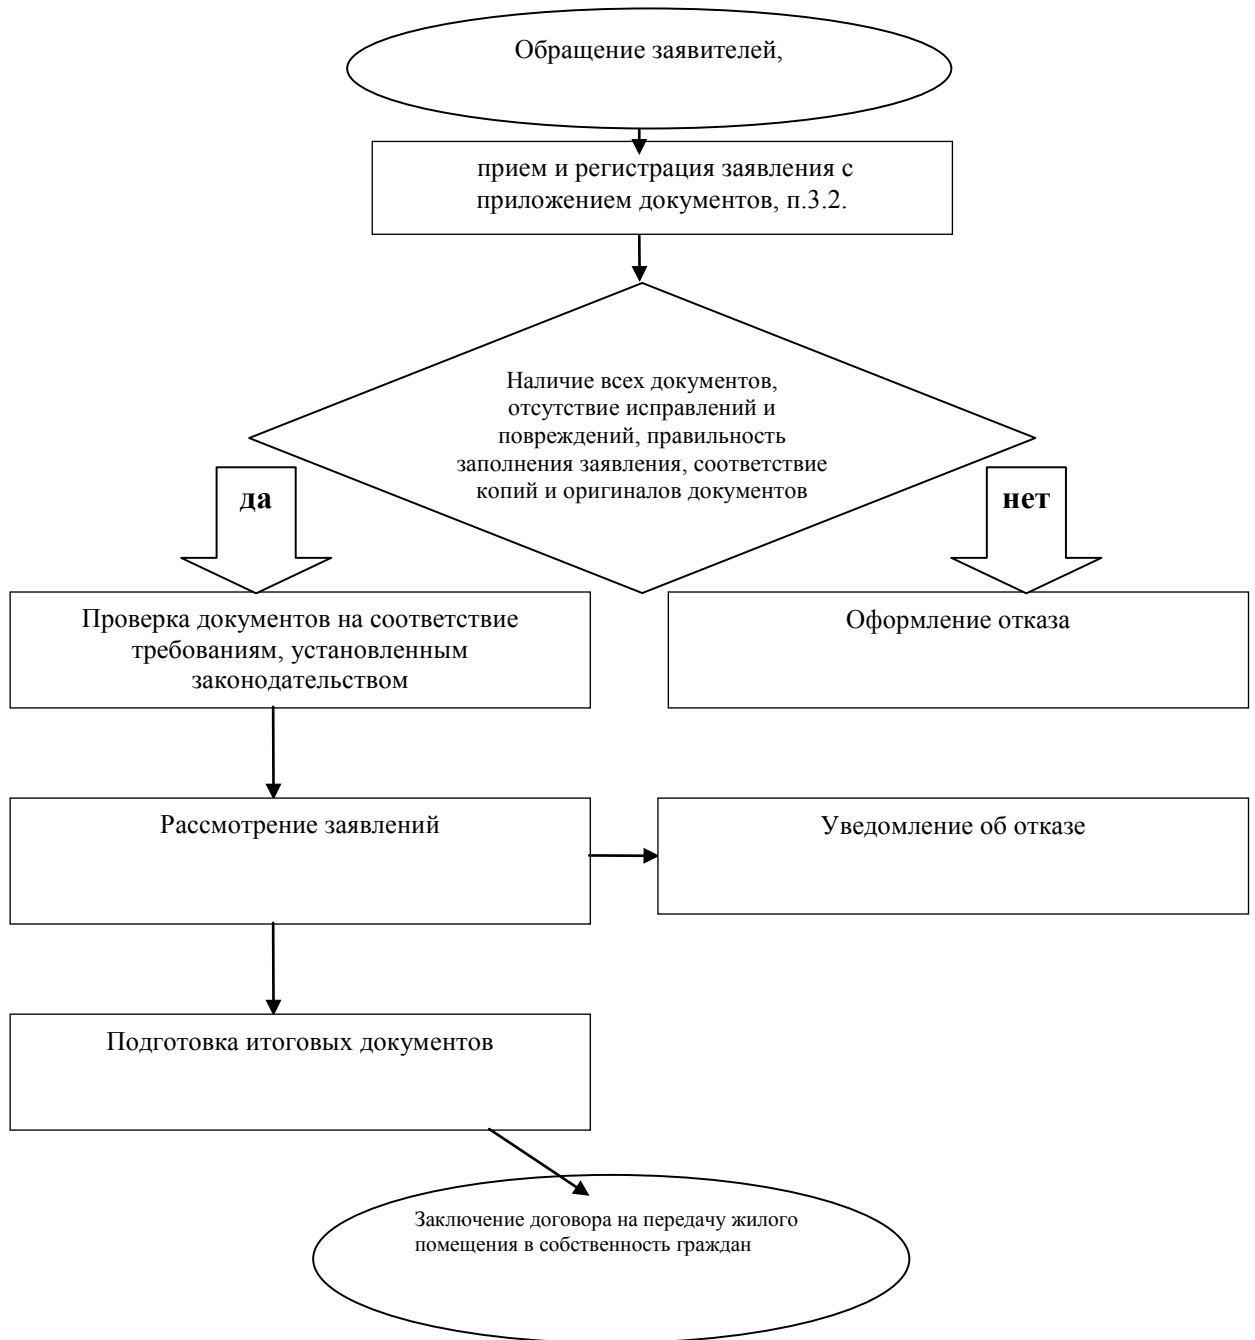 Обращение заявителей,
прием и регистрация заявления с
приложением документов, п.3.2.
Наличие всех документов,
отсутствие исправлений и
повреждений, правильность
заполнения заявления, соответствие
копий и оригиналов документов
да
нет
Проверка документов на соответствие
требованиям, установленным
законодательством
Оформление отказа
Рассмотрение заявлений
Уведомление об отказе
Подготовка итоговых документов
Заключение договора на передачу жилого
помещения в собственность граждан